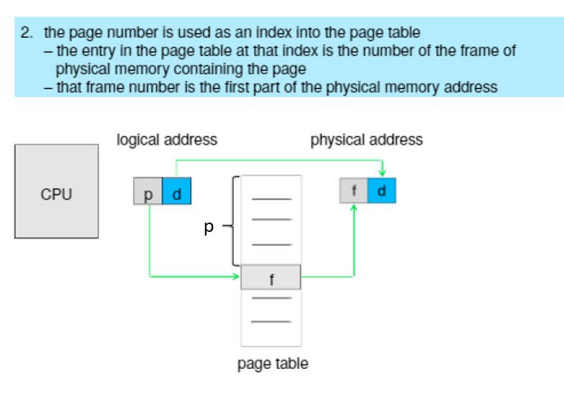 2. the page number is used as an index into the page table
– the entry in the page table at that index is the number of the frame of
physical memory containing the page
– that frame number is the first part of the physical memory address
logical address physical address
CPU p d f d
p
f
page table